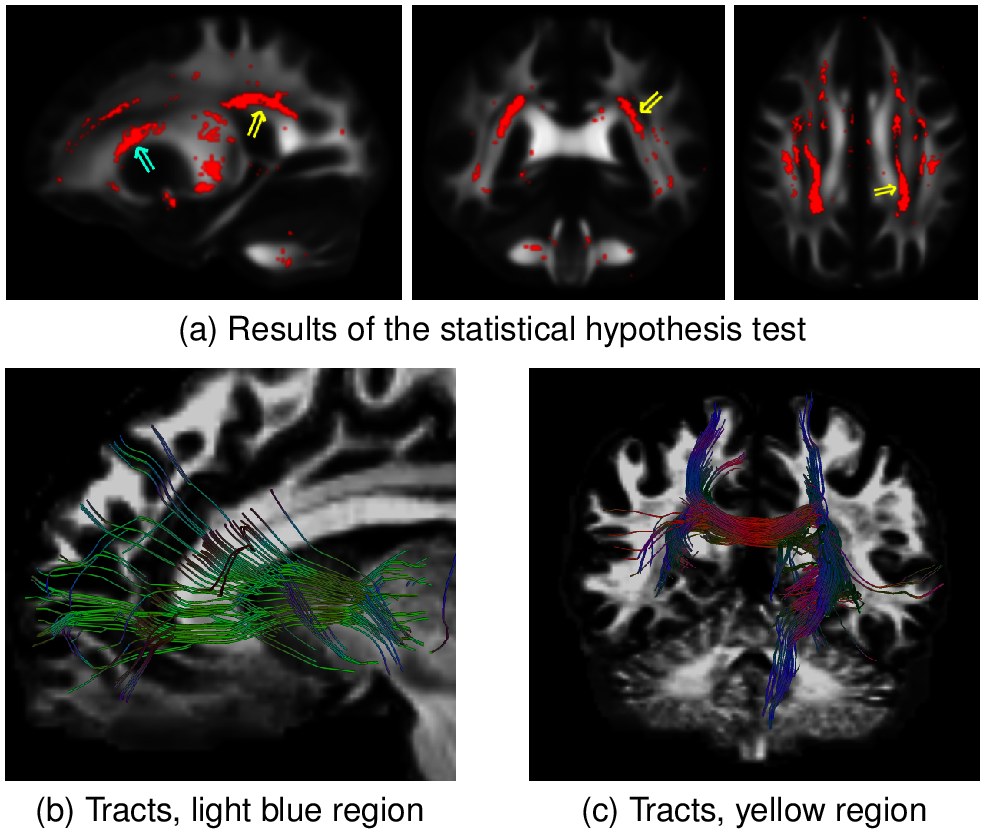 (a) Results of the statistical hypothesis test
(b) Tracts, light blue region
(c) Tracts, yellow region